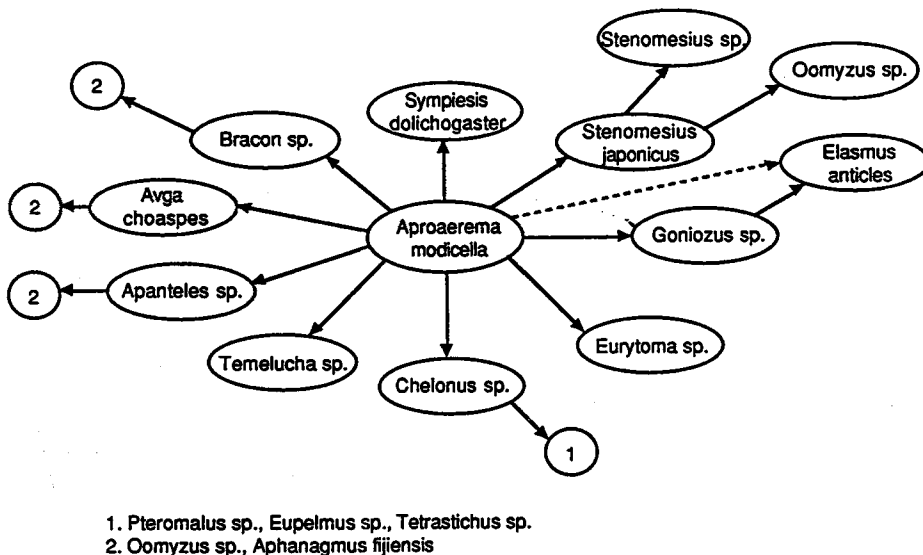 Stenomesius sp.
2
Oomyzus sp.
Sympiesis
dolichogaster
Bracon sp.
Stenomesius
japonicus
Elasmus
anticles
2
Avga
choaspes
Aproaerema
modicella
Goniozus sp.
2
Apanteles sp.
Temelucha sp.
Eurytoma sp.
Chelonus sp.
1
1. Pteromalus sp., Eupelmus sp., Tetrastichus sp.
2. Oomyzus sp., Aphanagmus fijiensis